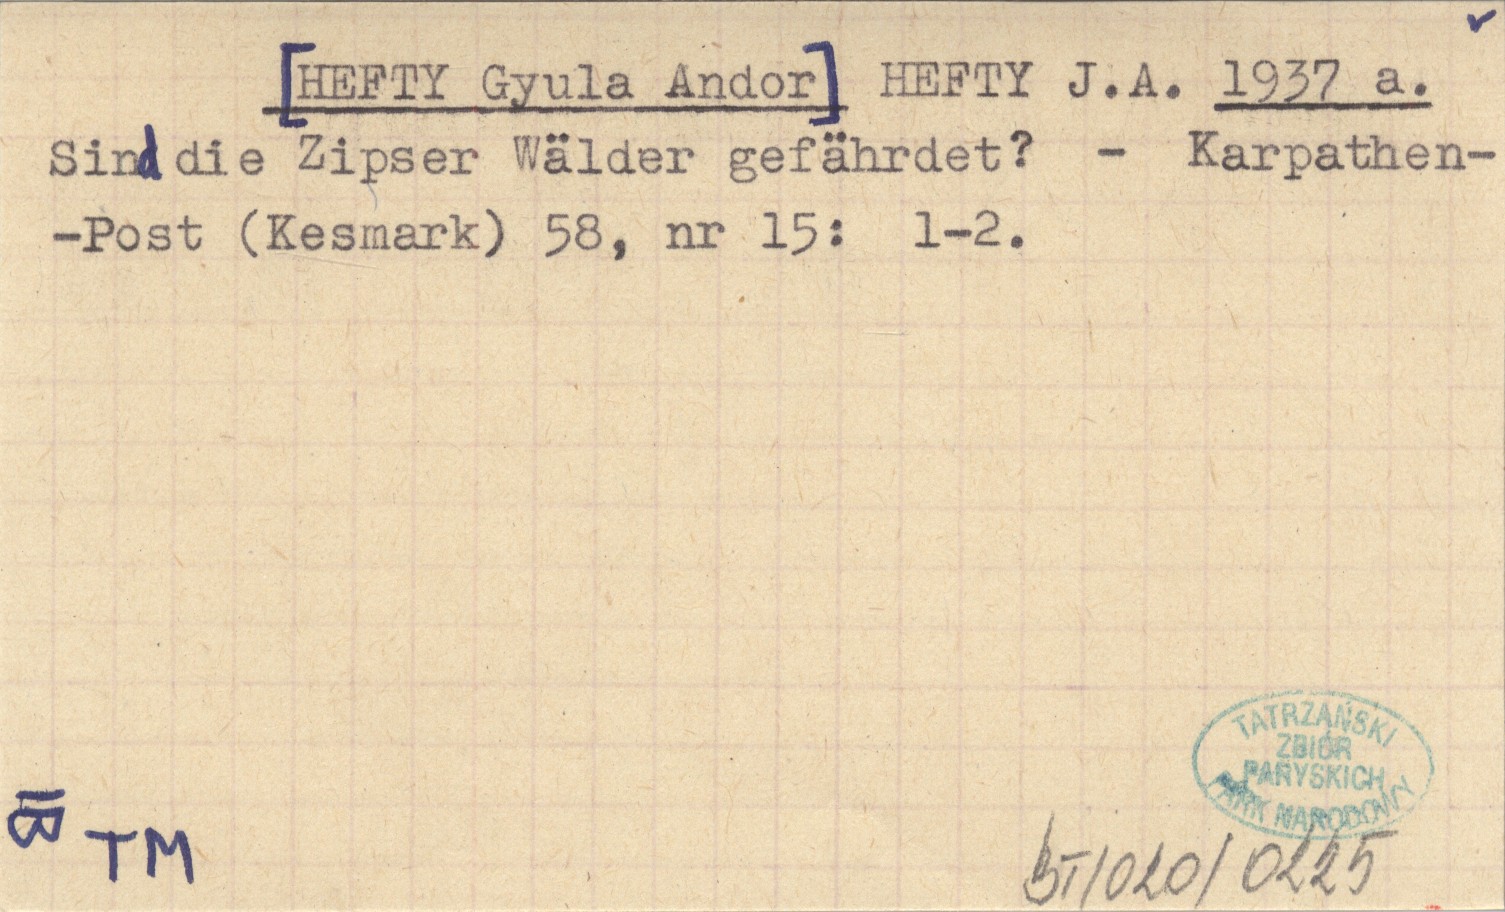 [HEFTY Gyula Andor] HEFTY J.A. 1937 a.
Sind die Zipser Wälder gefährdet? - Karpathen-
-Post (Kesmark) 58, nr 15: 1-2.
TATRZAŃSKI
ZBIÓR
PARYSKICH
PARK NARODOWY
B
TM
BT/020/0225